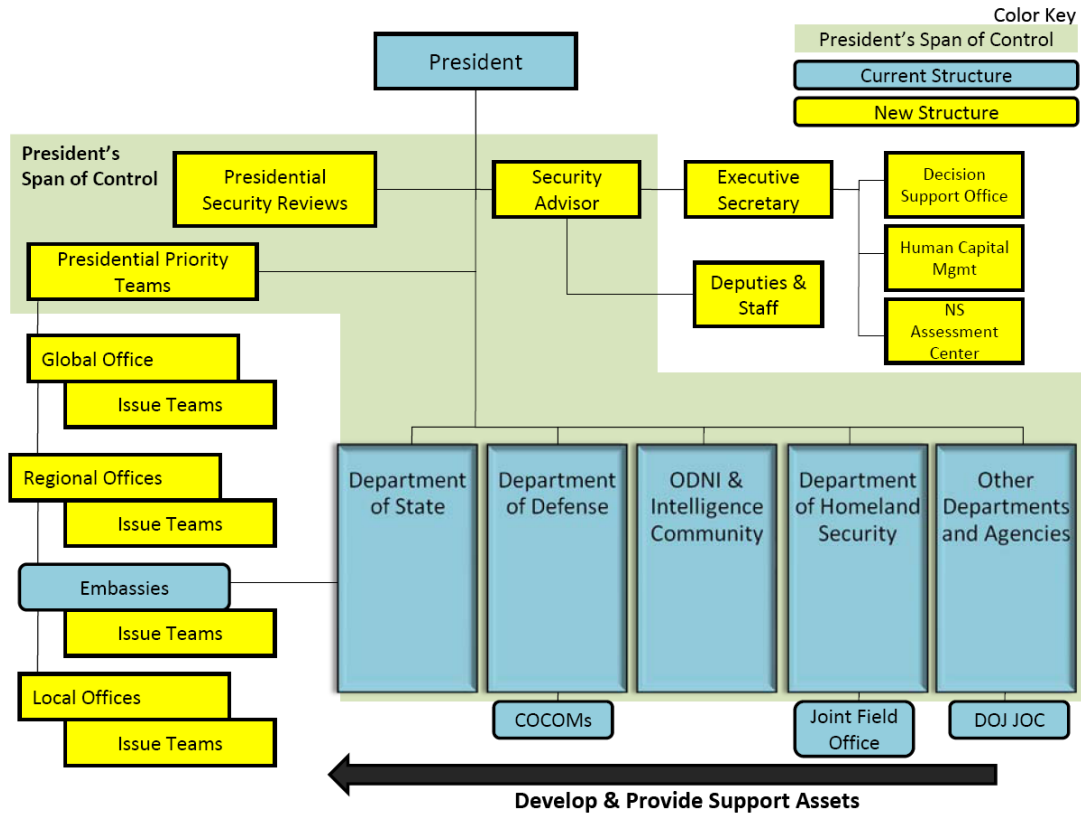 Color Key
President's Span of Control
Current Structure
New Structure
President
President's
Span of Control
Presidential
Security Reviews
Security
Advisor
Executive
Secretary
Decision
Support Office
Human Capital
Mgmt
NS
Assessment
Center
Deputies &
Staff
Presidential Priority
Teams
Global Office
Issue Teams
Regional Offices
Issue Teams
Embassies
Issue Teams
Local Offices
Issue Teams
Department
of State
Department
of Defense
ODNI &
Intelligence
Community
Department
of Homeland
Security
Other
Departments
and Agencies
COCOMs
Joint Field
Office
DOJ JOC
Develop & Provide Support Assets